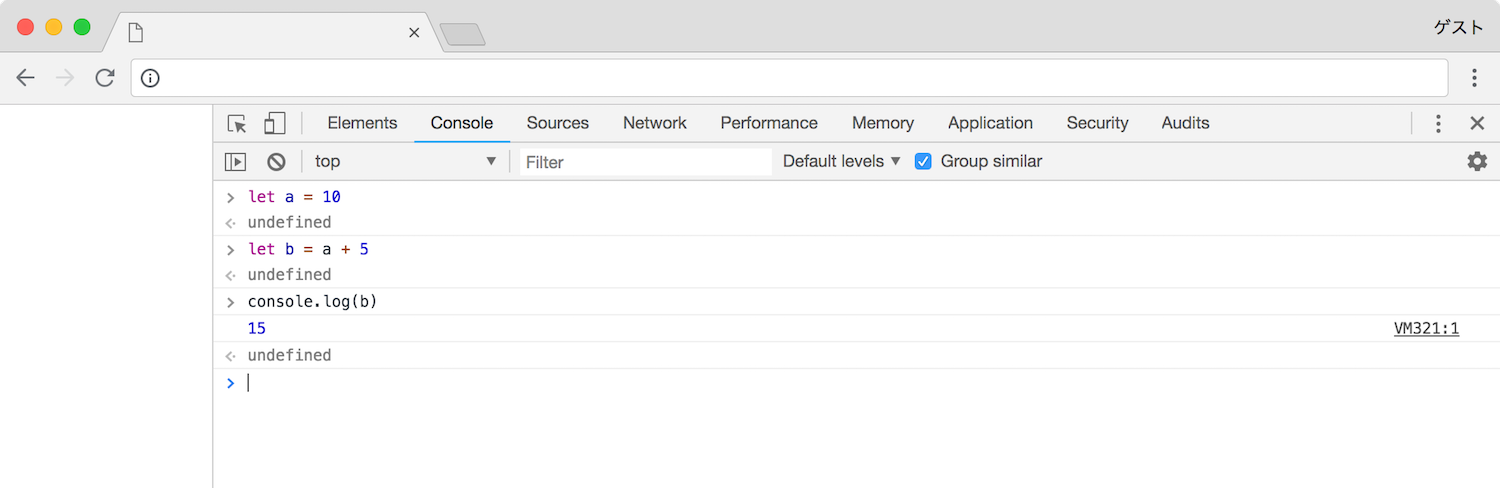 ゲスト
Elements Console Sources Network Performance Memory Application Security Audits
top Filter Default levels Group similar
let a = 10
undefined
let b = a + 5
undefined
console.log(b)
15 VM321:1
undefined